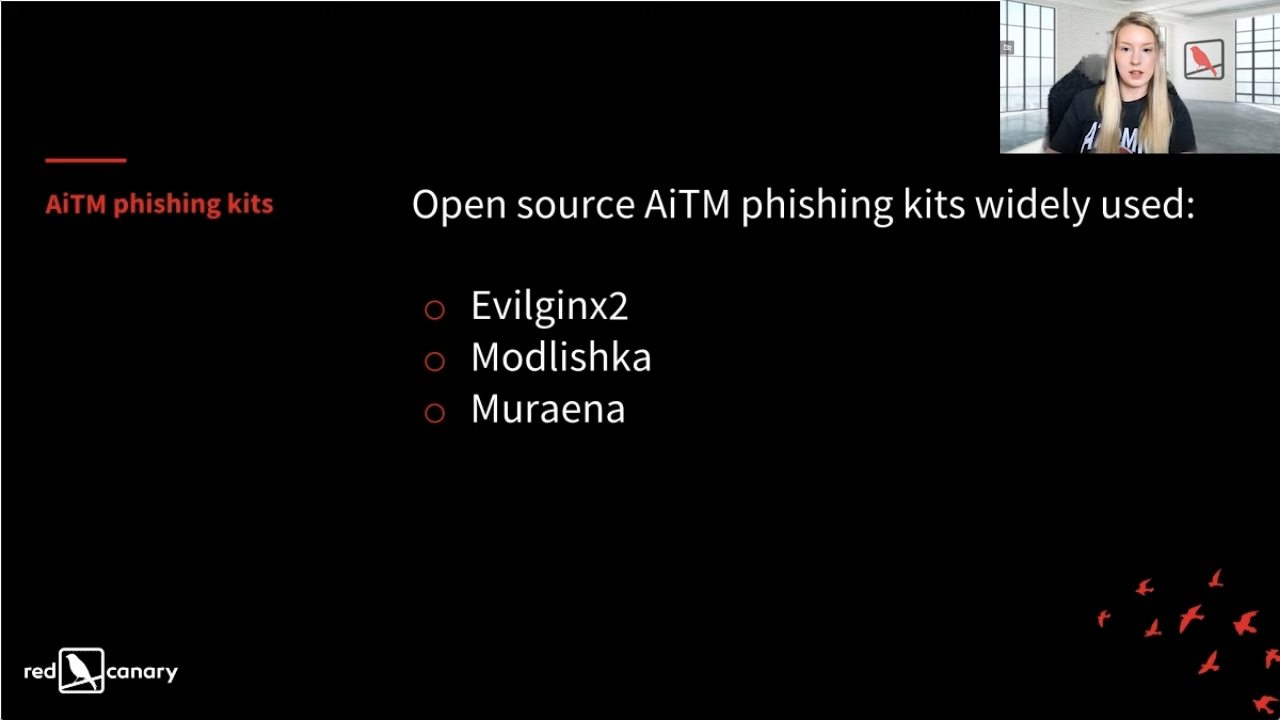 AiTM phishing kits
Open source AiTM phishing kits widely used:
Evilginx2
Modlishka
Muraena
red canary